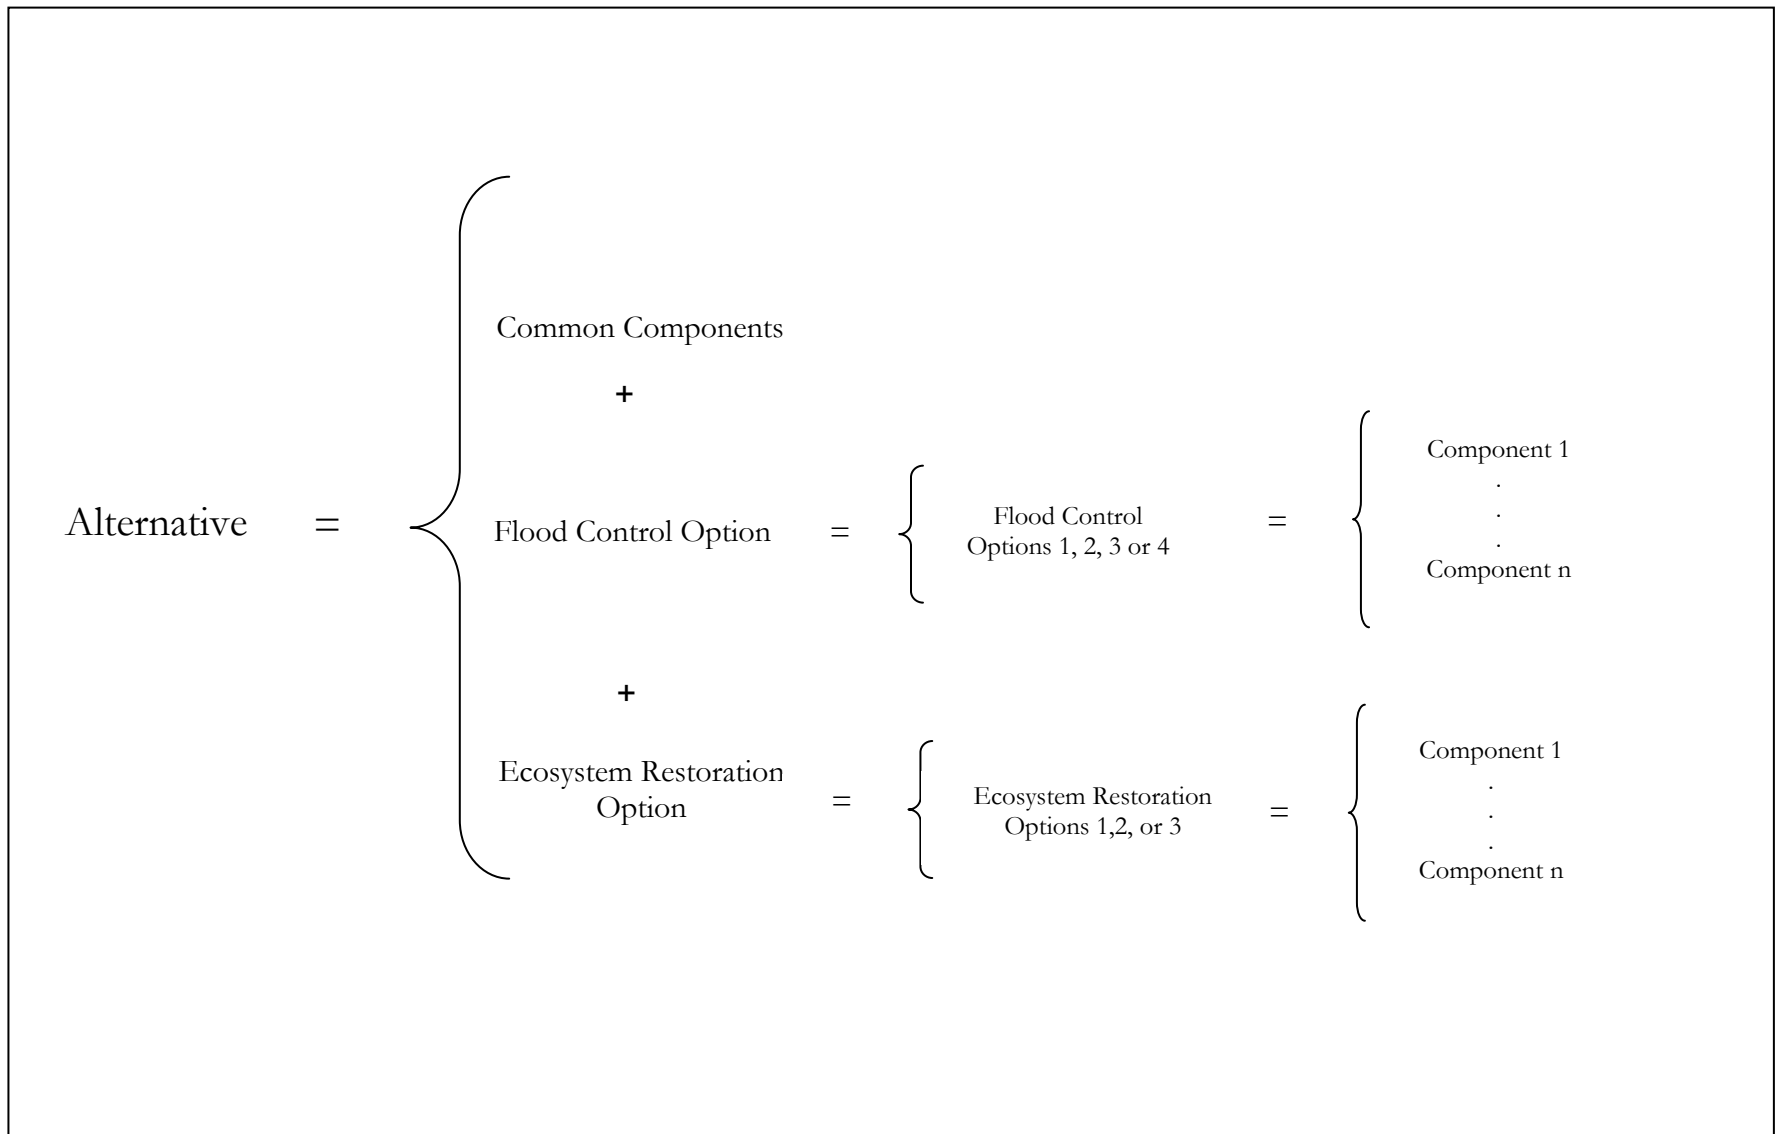 Common Components
+
Alternative = Flood Control Option = Flood Control
Options 1, 2, 3 or 4 =
Component 1
.
.
.
Component n
+
Ecosystem Restoration
Option = Ecosystem Restoration
Options 1,2, or 3 =
Component 1
.
.
.
Component n